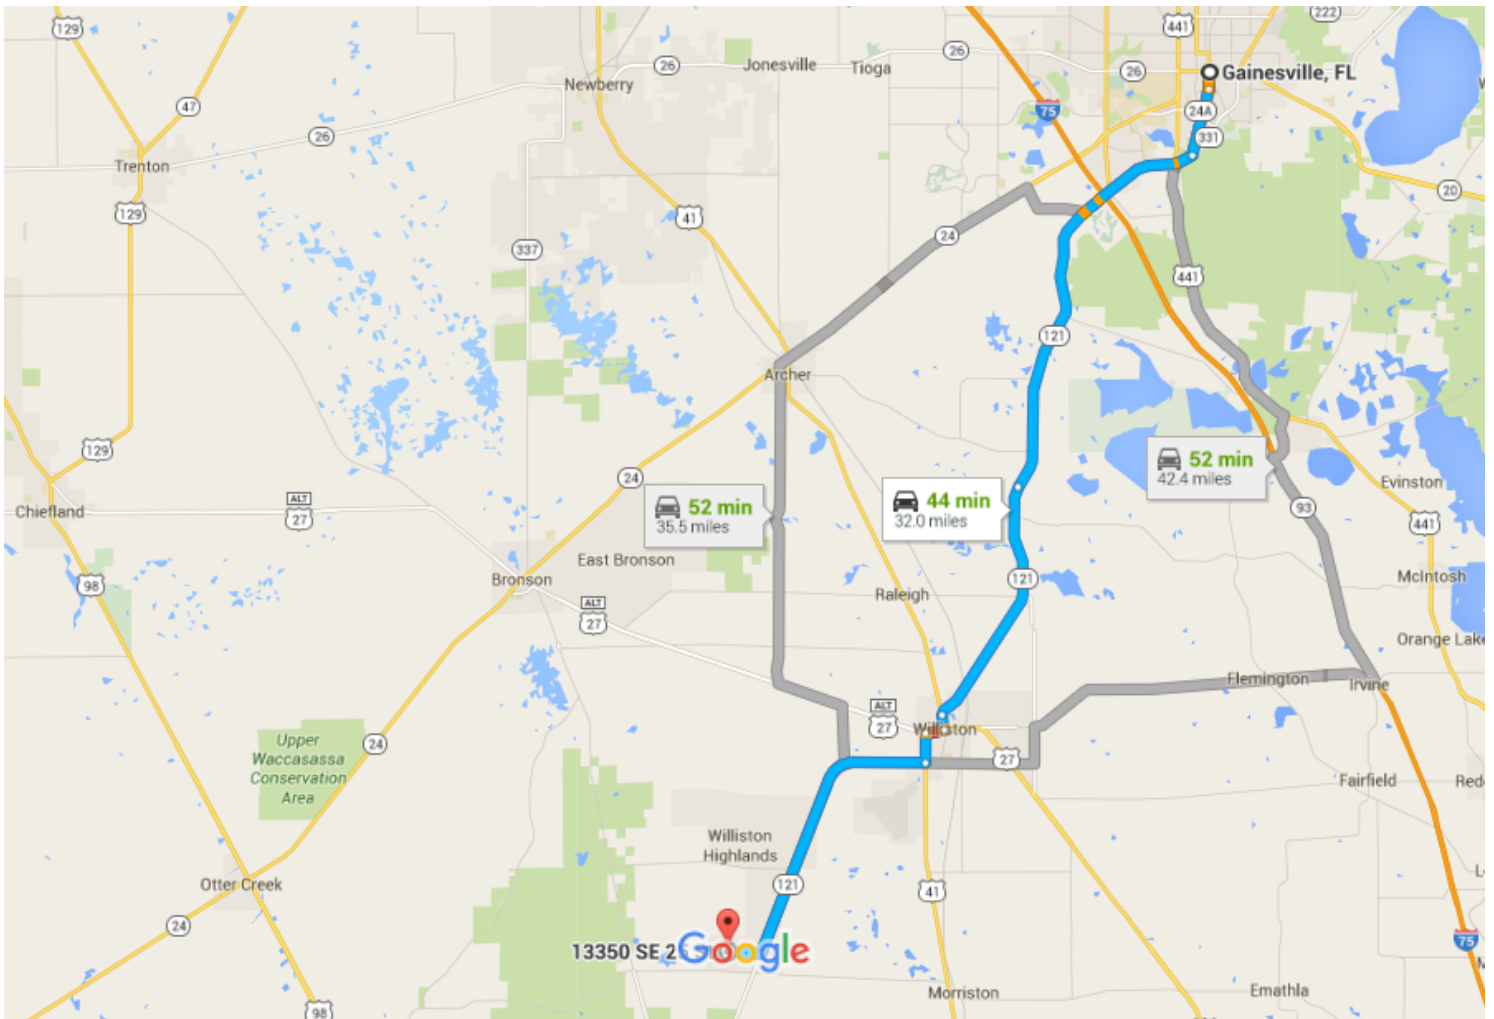 129
441
222
26
26
Jonesville
Tioga
26
Gainesville, FL
Newberry
47
75
24A
331
26
Trenton
20
129
41
24
337
441
121
Archer
129
52 min
42.4 miles
24
Evinston
ALT
27
52 min
35.5 miles
44 min
32.0 miles
93
Chiefland
441
East Bronson
Bronson
121
McIntosh
98
Raleigh
ALT
27
Orange Lake
Flemington
Irvine
ALT
27
Williston
Upper
Waccasassa
Conservation
Area
24
27
Fairfield
Red
Williston
Highlands
Otter Creek
121
41
24
75
13350 SE 2
Google
Morriston
Emathla
98